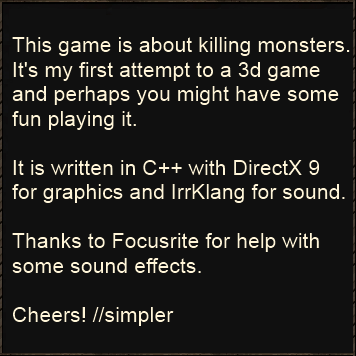 This game is about killing monsters.
It's my first attempt to a 3d game
and perhaps you might have some
fun playing it.
It is written in C++ with DirectX 9
for graphics and IrrKlang for sound.
Thanks to Focusrite for help with
some sound effects.
Cheers! //simpler